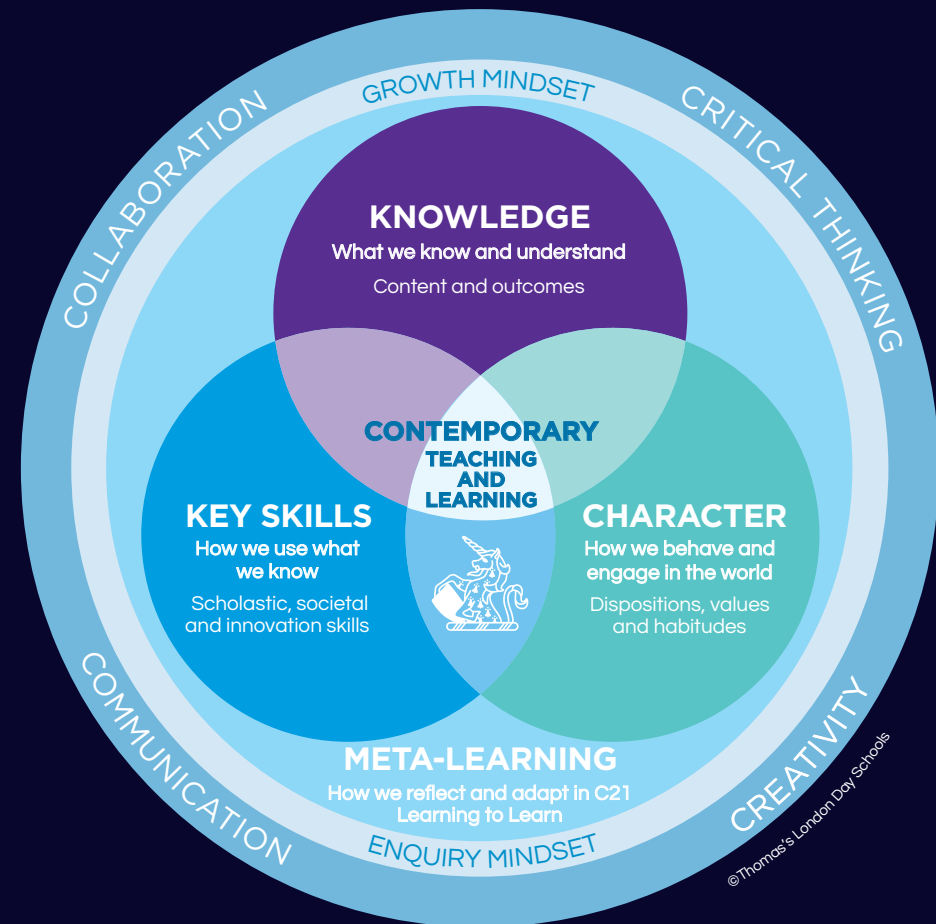 GROWTH MINDSET
COLLABORATION
CRITICAL THINKING
KNOWLEDGE
What we know and understand
Content and outcomes
CONTEMPORARY
TEACHING
AND
LEARNING
KEY SKILLS
How we use what
we know
Scholastic, societal
and innovation skills
CHARACTER
How we behave and
engage in the world
Dispositions, values
and habitudes
META-LEARNING
How we reflect and adapt in C21
Learning to Learn
ENQUIRY MINDSET
COMMUNICATION
CREATIVITY
©Thomas's London Day Schools